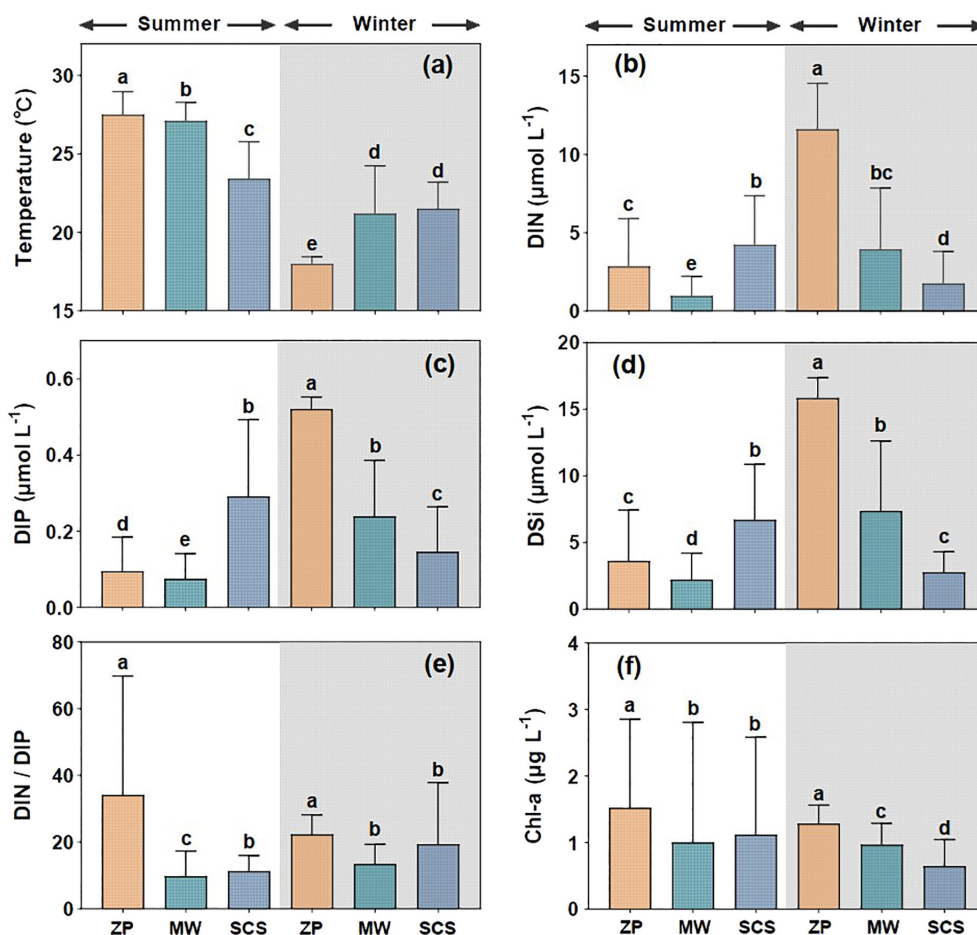 Summer Winter Summer Winter
(a)
Temperature (°C)
30
25
20
15
a b c e d d
(b)
DIN (µmol L⁻¹)
15
10
5
0
c e b a bc d
(c)
DIP (µmol L⁻¹)
0.6
0.4
0.2
0.0
d e b a b c
(d)
DSi (µmol L⁻¹)
20
15
10
5
0
c d b a b c
(e)
DIN / DIP
80
60
40
20
0
a c b a b b
ZP MW SCS ZP MW SCS
(f)
Chl-a (µg L⁻¹)
4
3
2
1
0
a b b a c d
ZP MW SCS ZP MW SCS